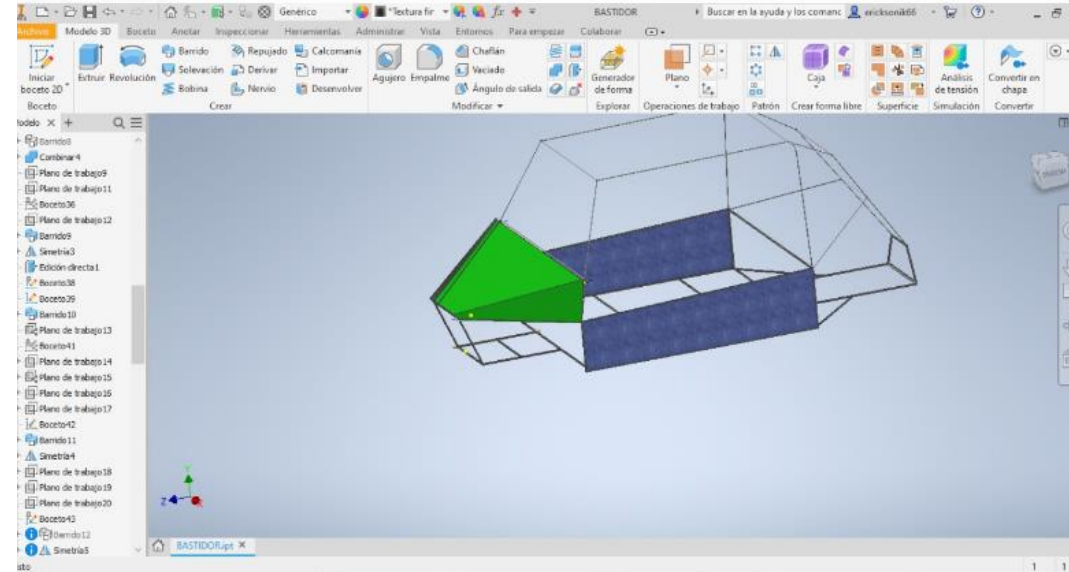 Genérico
*Textura fir
fx
BASTIDOR
Buscar en la ayuda y los comanc
ericksonik66
Archivo Modelo 3D Boceto Anotar Inspeccionar Herramientas Administrar Vista Entornos Para empezar Colaborar
Iniciar boceto 2D
Extruir
Revolución
Barrido
Solevación
Bobina
Repujado
Derivar
Nervio
Calcomanía
Importar
Desenvolver
Agujero
Empalme
Chaflán
Vaciado
Ángulo de salida
Generador de forma
Plano
Caja
Análisis de tensión
Convertir en chapa
Boceto Crear Modificar Explorar Operaciones de trabajo Patrón Crear forma libre Superficie Simulación Convertir
Barrido8
Combinar4
Plano de trabajo9
Plano de trabajo11
Boceto36
Plano de trabajo12
Barrido9
Simetría3
Edición directa1
Boceto38
Boceto39
Barrido10
Plano de trabajo13
Boceto41
Plano de trabajo14
Plano de trabajo15
Plano de trabajo16
Plano de trabajo17
Boceto42
Barrido11
Simetría4
Plano de trabajo18
Plano de trabajo19
Plano de trabajo20
Boceto43
Barrido12
Simetría5
Y
Z
BASTIDOR.ipt
1 1